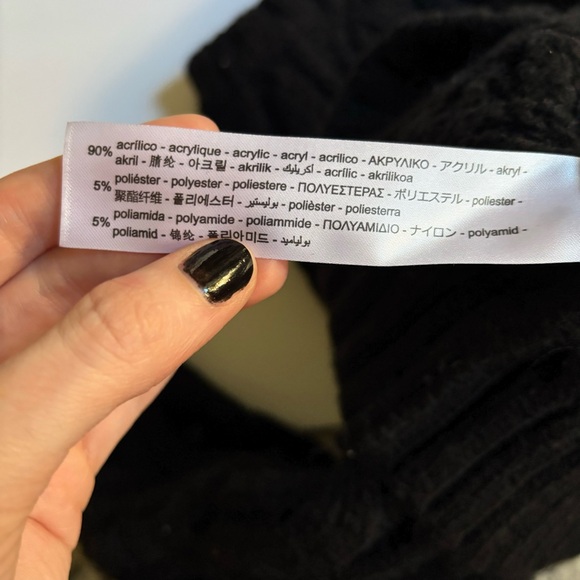 90% acrílico - acrylique - acrylic - acryl - acrilico - ΑΚΡΥΛΙΚΟ - アクリル - akryl -
akril - 腈纶 - 아크릴 - akrilik - أكريليك - acrílic - akrilikoa
5% poliéster - polyester - poliestere - ΠΟΛΥΕΣΤΕΡΑΣ - ポリエステル - poliester -
聚酯纤维 - 폴리에스터 - بوليستير - polièster - poliesterra
5% poliamida - polyamide - poliammide - ΠΟΛΥΑΜΙΔΙΟ - ナイロン - polyamid -
poliamid - 锦纶 - 폴리아미드 - بولياميد